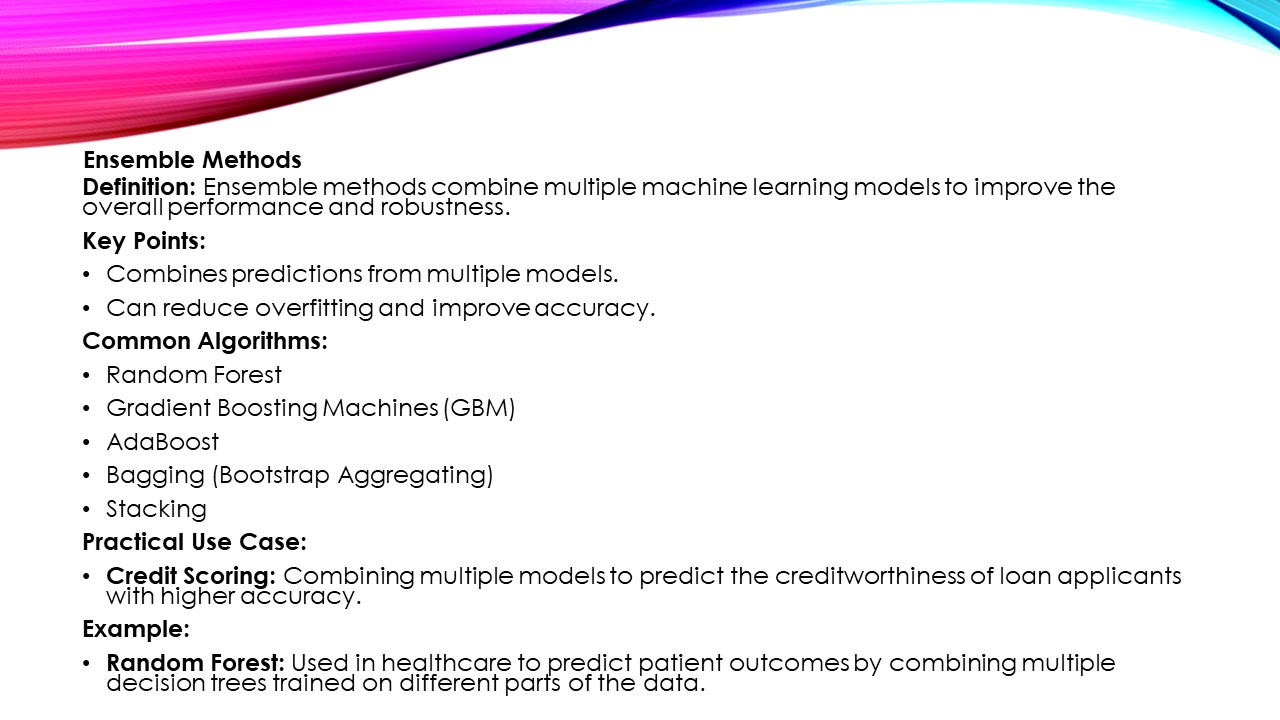 Ensemble Methods
Definition: Ensemble methods combine multiple machine learning models to improve the
overall performance and robustness.
Key Points:
• Combines predictions from multiple models.
• Can reduce overfitting and improve accuracy.
Common Algorithms:
• Random Forest
• Gradient Boosting Machines (GBM)
• AdaBoost
• Bagging (Bootstrap Aggregating)
• Stacking
Practical Use Case:
• Credit Scoring: Combining multiple models to predict the creditworthiness of loan applicants
with higher accuracy.
Example:
• Random Forest: Used in healthcare to predict patient outcomes by combining multiple
decision trees trained on different parts of the data.